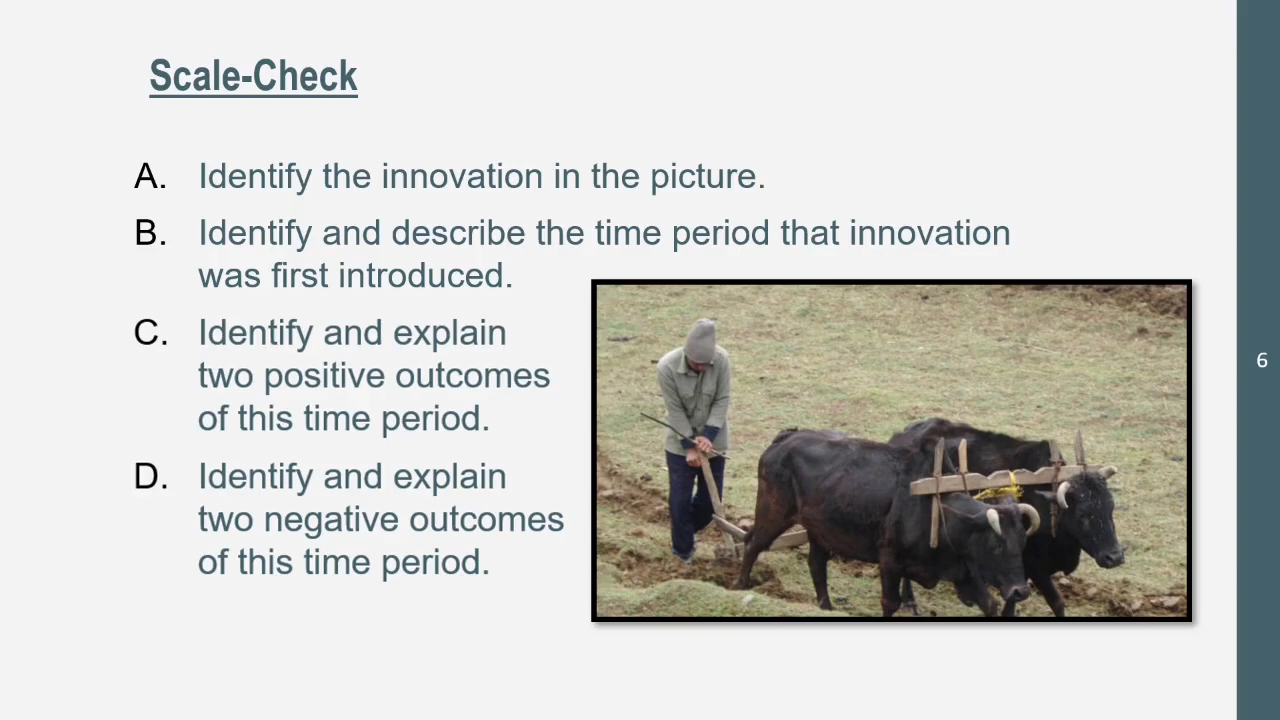 Scale-Check
A. Identify the innovation in the picture.
B. Identify and describe the time period that innovation
was first introduced.
C. Identify and explain
two positive outcomes
of this time period.
D. Identify and explain
two negative outcomes
of this time period.
6